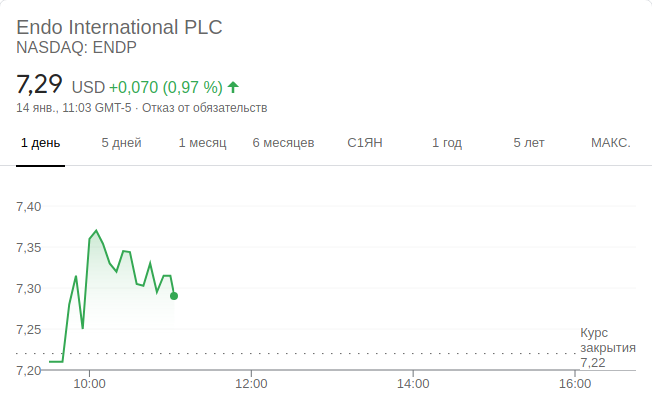 Endo International PLC
NASDAQ: ENDP
7,29 USD +0,070 (0,97 %)
14 янв., 11:03 GMT-5 · Отказ от обязательств
1 день 5 дней 1 месяц 6 месяцев С1ЯН 1 год 5 лет МАКС.
7,40
7,35
7,30
7,25
7,20
Курс
закрытия
7,22
10:00 12:00 14:00 16:00